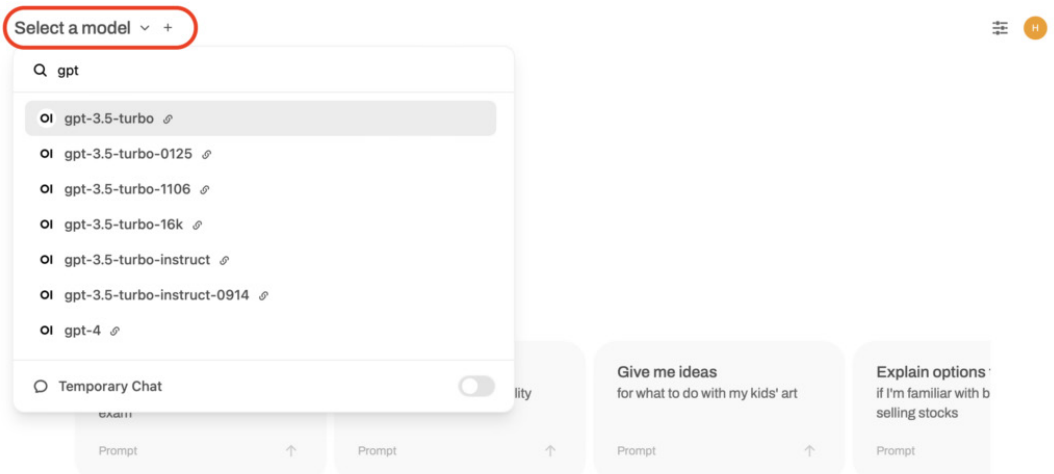 Select a model
H
gpt
OI gpt-3.5-turbo
OI gpt-3.5-turbo-0125
OI gpt-3.5-turbo-1106
OI gpt-3.5-turbo-16k
OI gpt-3.5-turbo-instruct
OI gpt-3.5-turbo-instruct-0914
OI gpt-4
Temporary Chat
exam
Prompt
lity
Prompt
Give me ideas
for what to do with my kids' art
Prompt
Explain options
if I'm familiar with b
selling stocks
Prompt